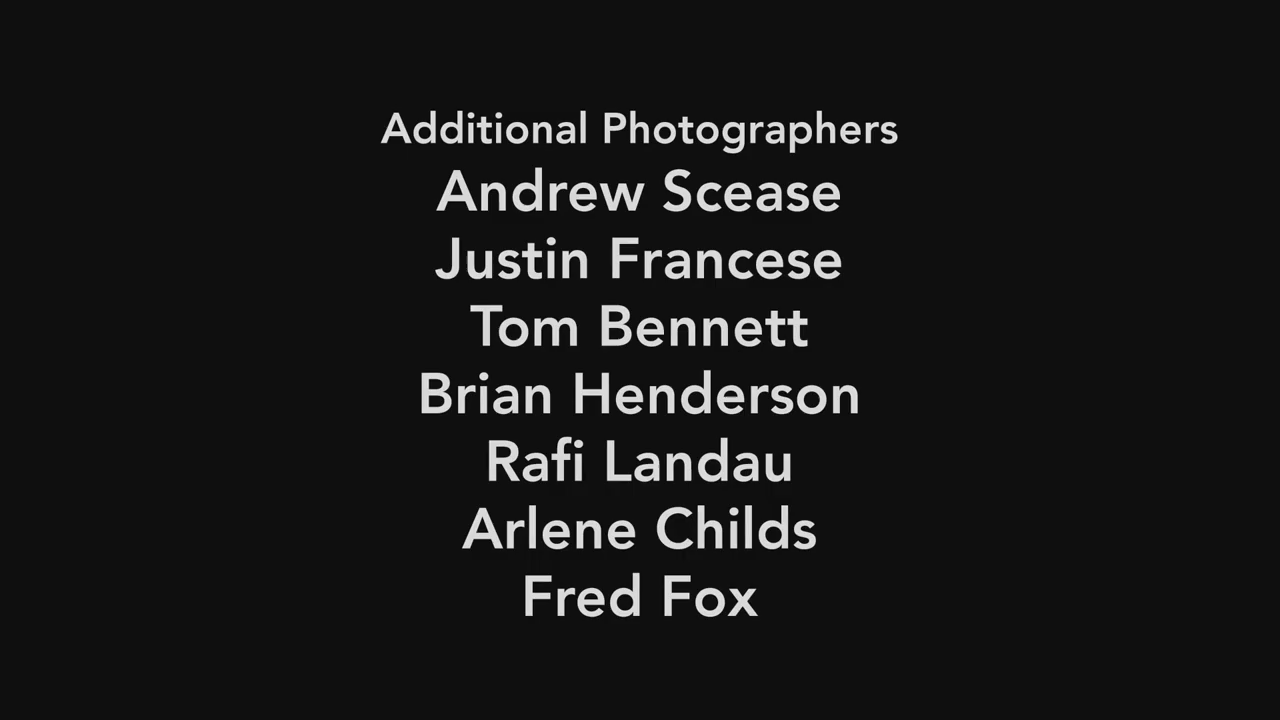 Additional Photographers
Andrew Scease
Justin Francese
Tom Bennett
Brian Henderson
Rafi Landau
Arlene Childs
Fred Fox